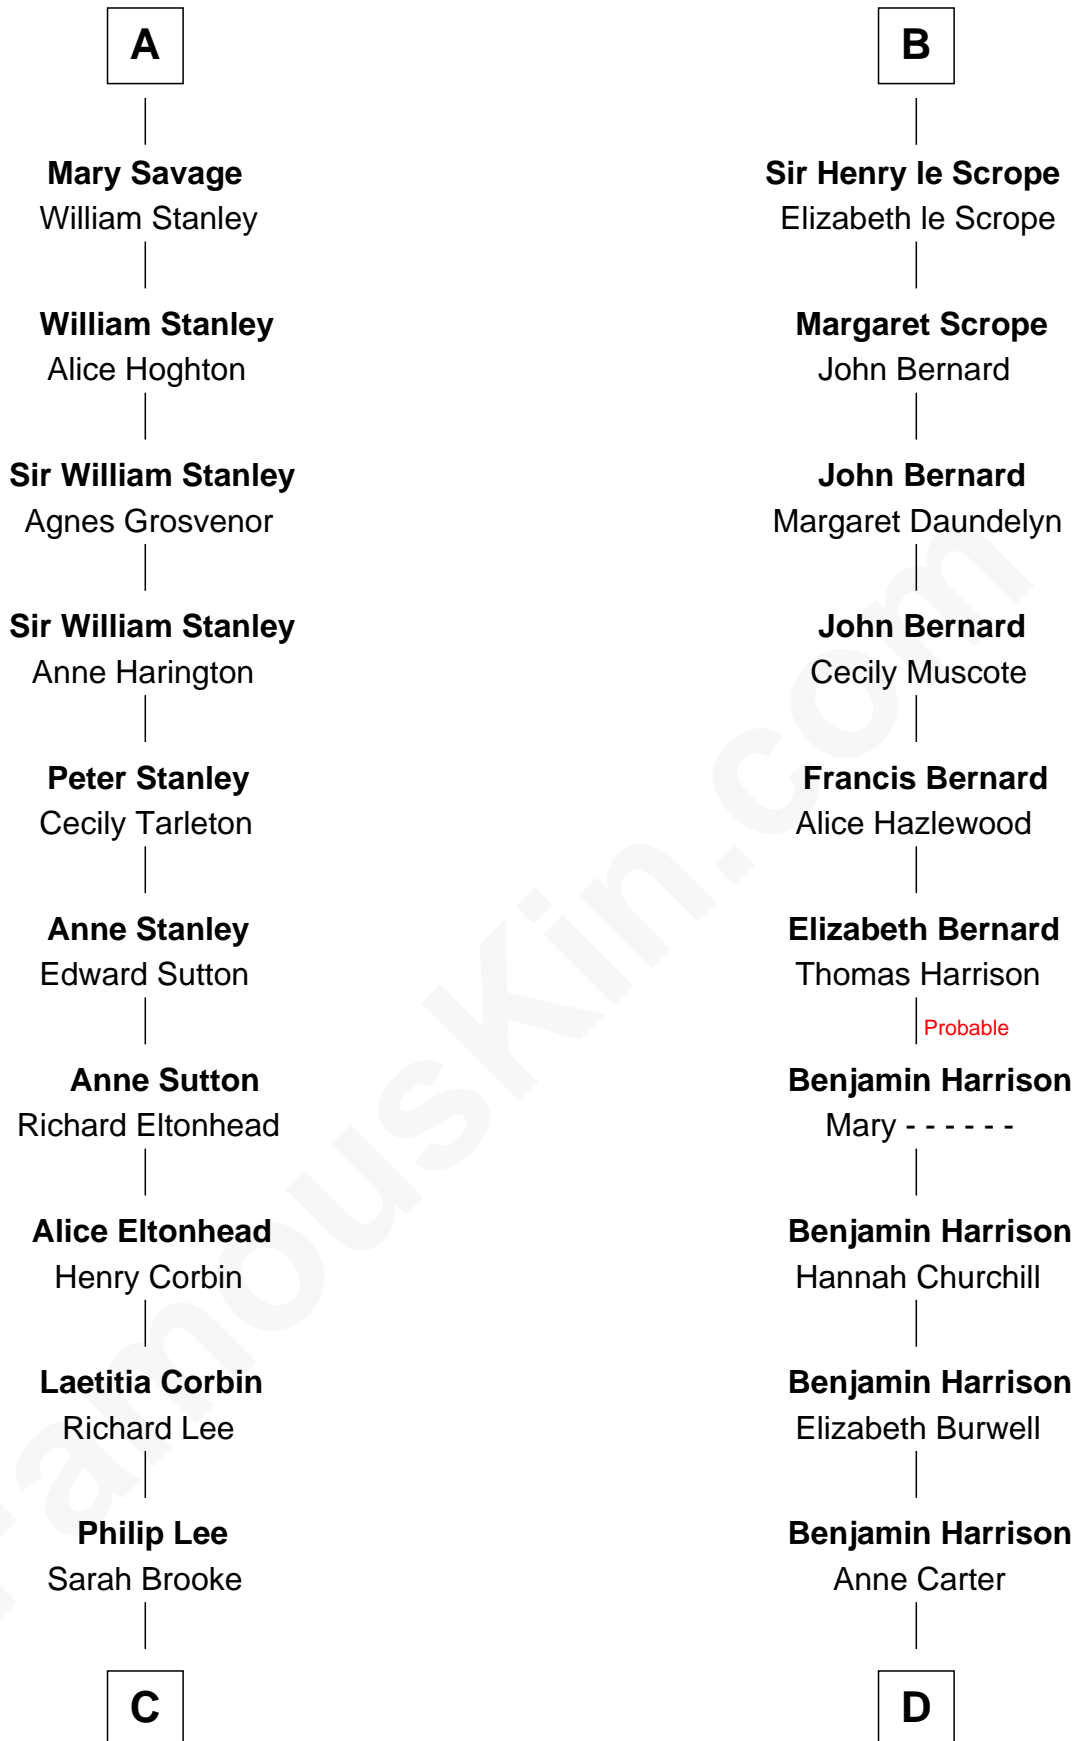 A
Mary Savage
William Stanley
William Stanley
Alice Hoghton
Sir William Stanley
Agnes Grosvenor
Sir William Stanley
Anne Harington
Peter Stanley
Cecily Tarleton
Anne Stanley
Edward Sutton
Anne Sutton
Richard Eltonhead
Alice Eltonhead
Henry Corbin
Laetitia Corbin
Richard Lee
Philip Lee
Sarah Brooke
C
B
Sir Henry le Scrope
Elizabeth le Scrope
Margaret Scrope
John Bernard
John Bernard
Margaret Daundelyn
John Bernard
Cecily Muscote
Francis Bernard
Alice Hazlewood
Elizabeth Bernard
Thomas Harrison
Probable
Benjamin Harrison
Mary - - - - - -
Benjamin Harrison
Hannah Churchill
Benjamin Harrison
Elizabeth Burwell
Benjamin Harrison
Anne Carter
D
FamousKin.com